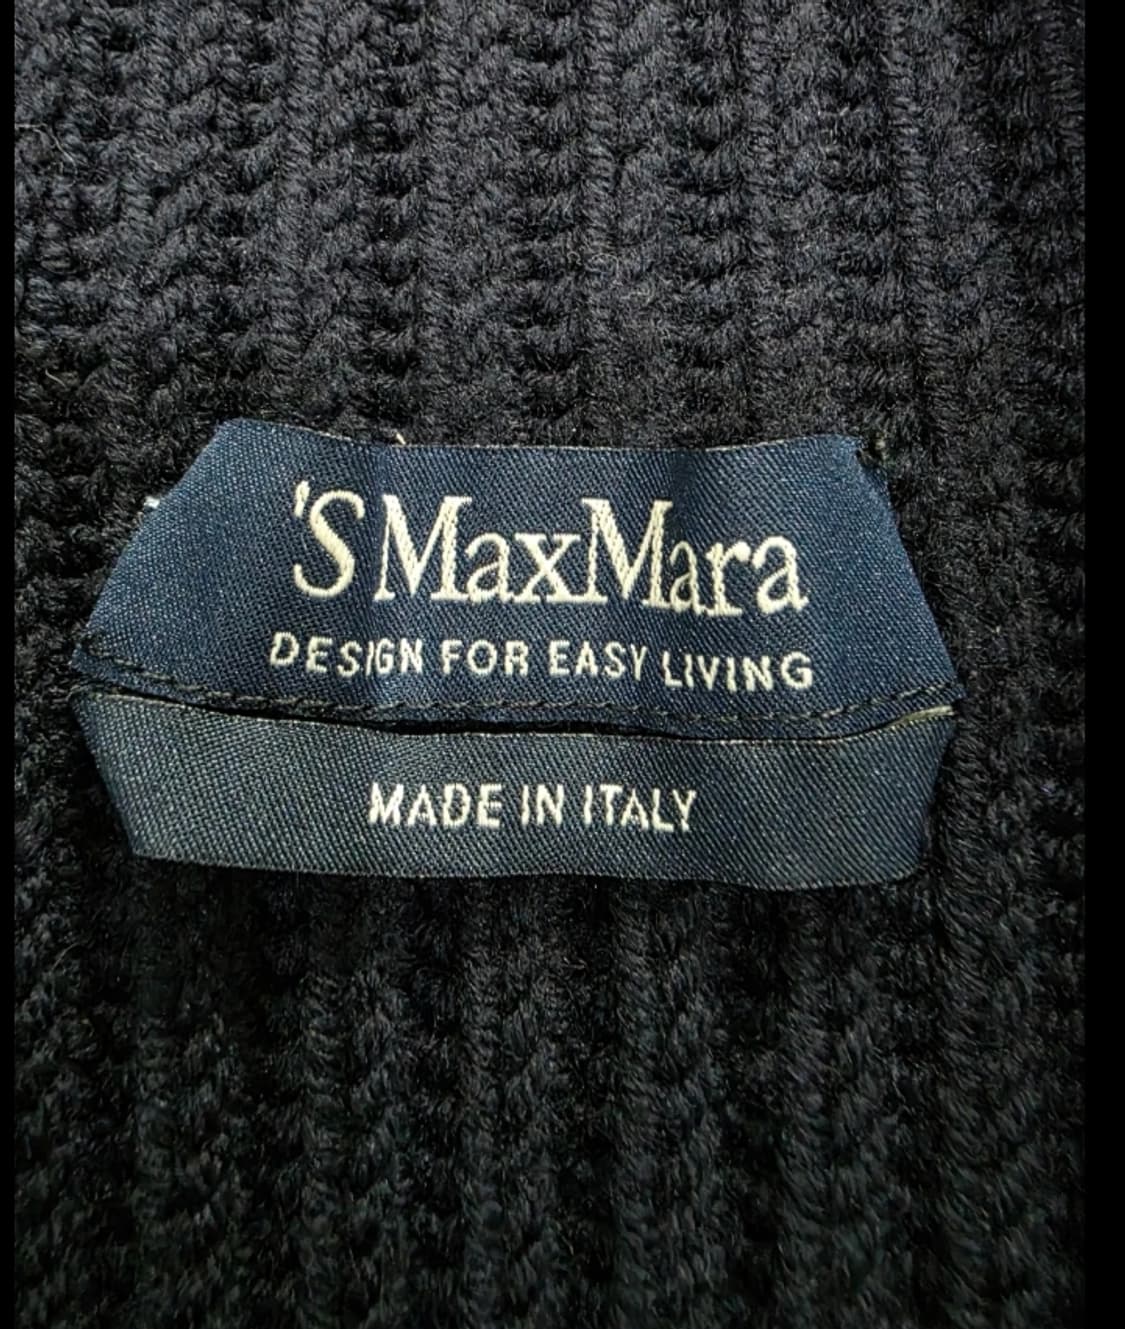 'S MaxMara
DESIGN FOR EASY LIVING
MADE IN ITALY